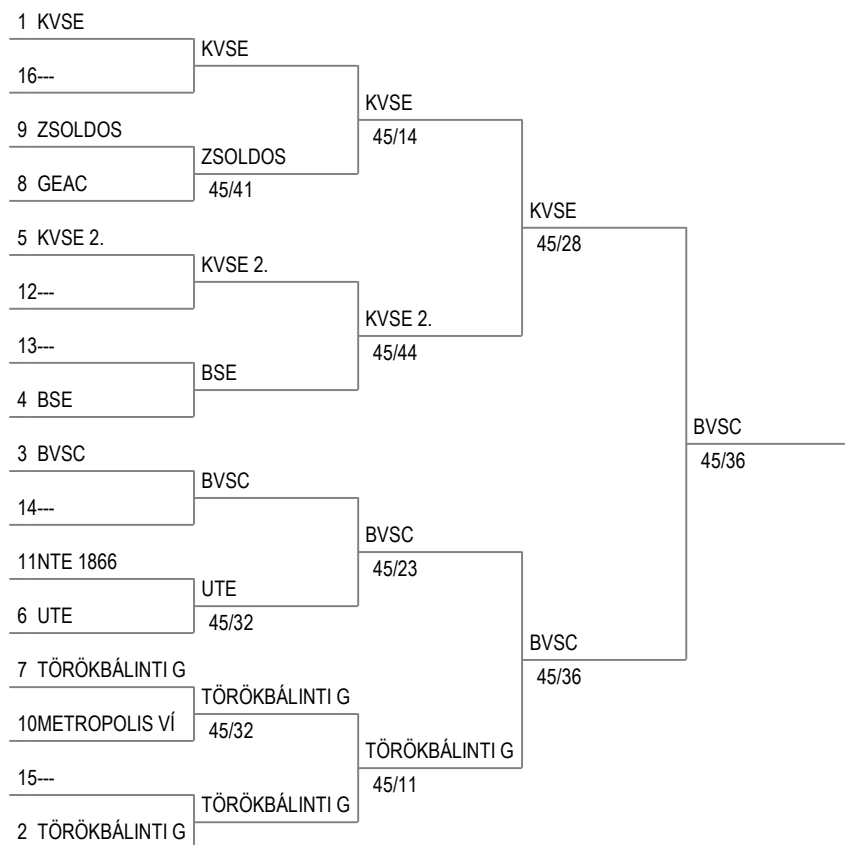 1 KVSE
KVSE
16---
KVSE
45/14
9 ZSOLDOS
ZSOLDOS
45/41
8 GEAC
KVSE
45/28
5 KVSE 2.
KVSE 2.
12---
KVSE 2.
45/44
13---
BSE
4 BSE
BVSC
45/36
3 BVSC
BVSC
14---
BVSC
45/23
11NTE 1866
UTE
45/32
6 UTE
BVSC
45/36
7 TÖRÖKBÁLINTI G
TÖRÖKBÁLINTI G
45/32
10METROPOLIS VÍ
TÖRÖKBÁLINTI G
45/11
15---
TÖRÖKBÁLINTI G
2 TÖRÖKBÁLINTI G